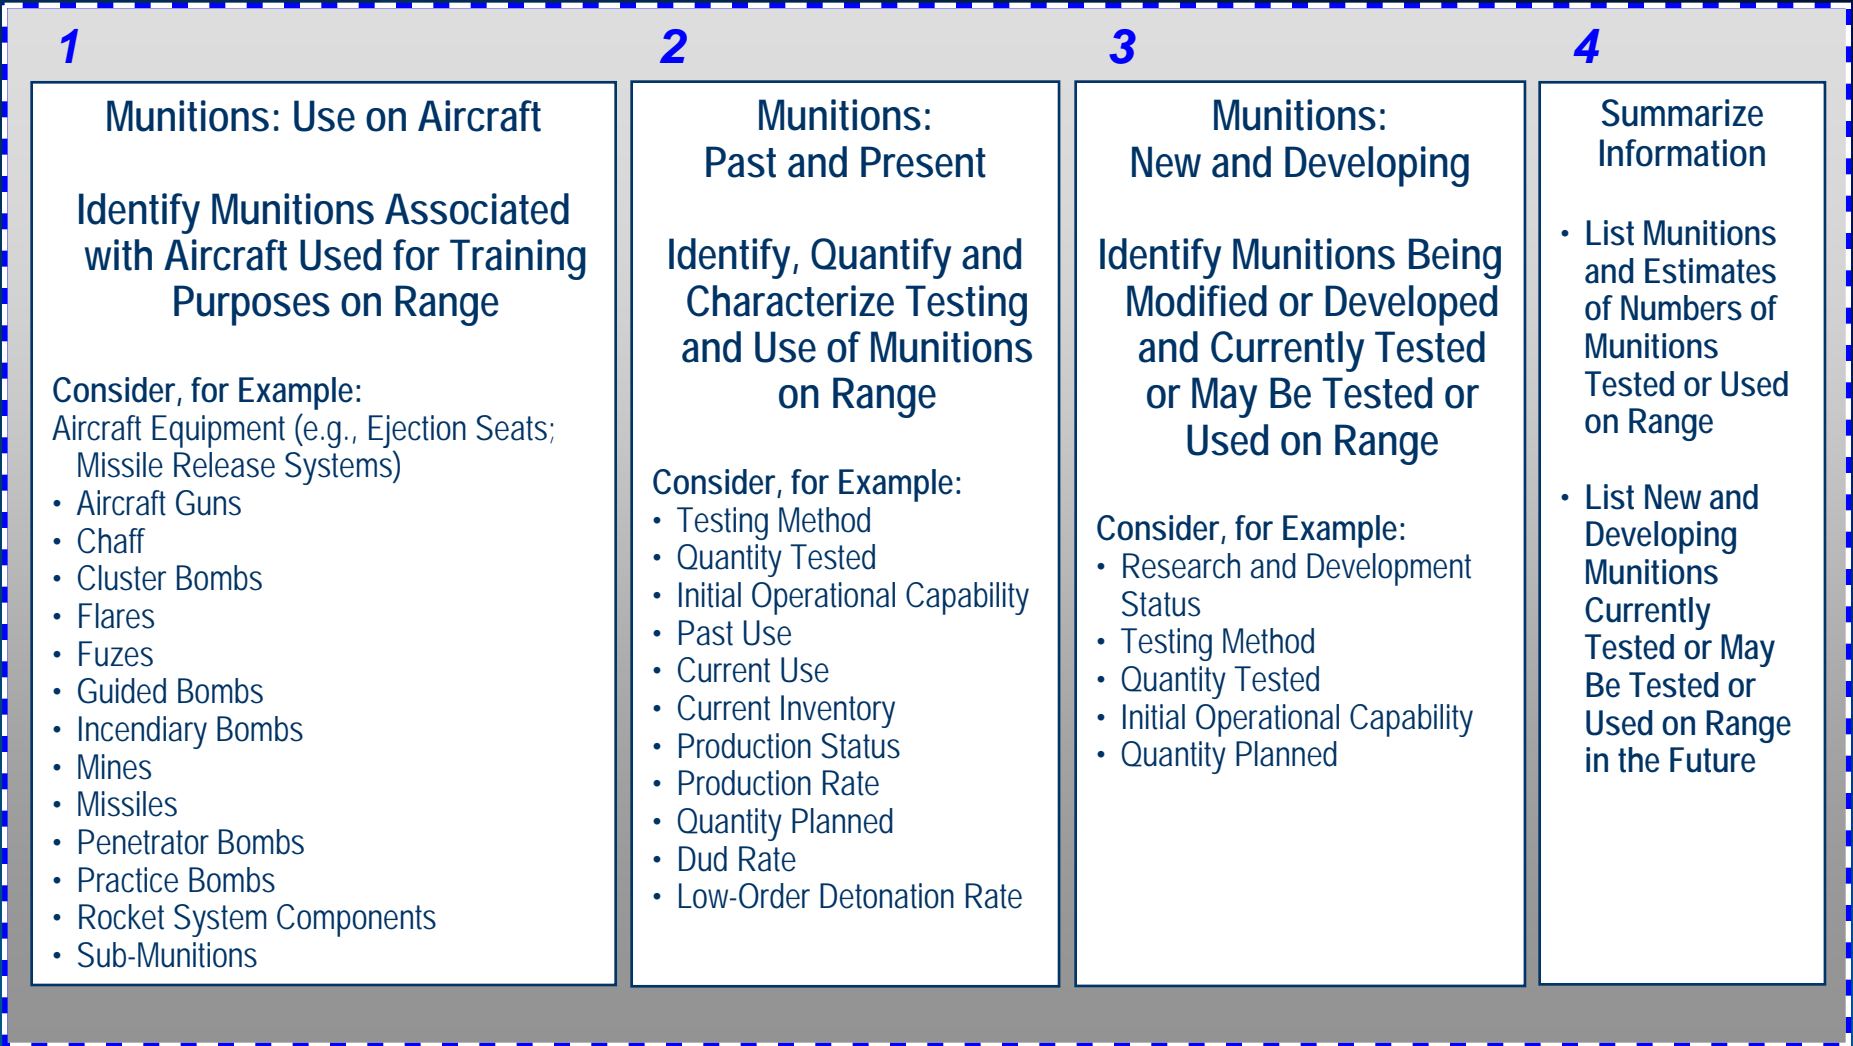 1
Munitions: Use on Aircraft
Identify Munitions Associated
with Aircraft Used for Training
Purposes on Range
Consider, for Example:
Aircraft Equipment (e.g., Ejection Seats;
Missile Release Systems)
• Aircraft Guns
• Chaff
• Cluster Bombs
• Flares
• Fuzes
• Guided Bombs
• Incendiary Bombs
• Mines
• Missiles
• Penetrator Bombs
• Practice Bombs
• Rocket System Components
• Sub-Munitions
2
Munitions:
Past and Present
Identify, Quantify and
Characterize Testing
and Use of Munitions
on Range
Consider, for Example:
• Testing Method
• Quantity Tested
• Initial Operational Capability
• Past Use
• Current Use
• Current Inventory
• Production Status
• Production Rate
• Quantity Planned
• Dud Rate
• Low-Order Detonation Rate
3
Munitions:
New and Developing
Identify Munitions Being
Modified or Developed
and Currently Tested
or May Be Tested or
Used on Range
Consider, for Example:
• Research and Development
Status
• Testing Method
• Quantity Tested
• Initial Operational Capability
• Quantity Planned
4
Summarize
Information
• List Munitions
and Estimates
of Numbers of
Munitions
Tested or Used
on Range
• List New and
Developing
Munitions
Currently
Tested or May
Be Tested or
Used on Range
in the Future